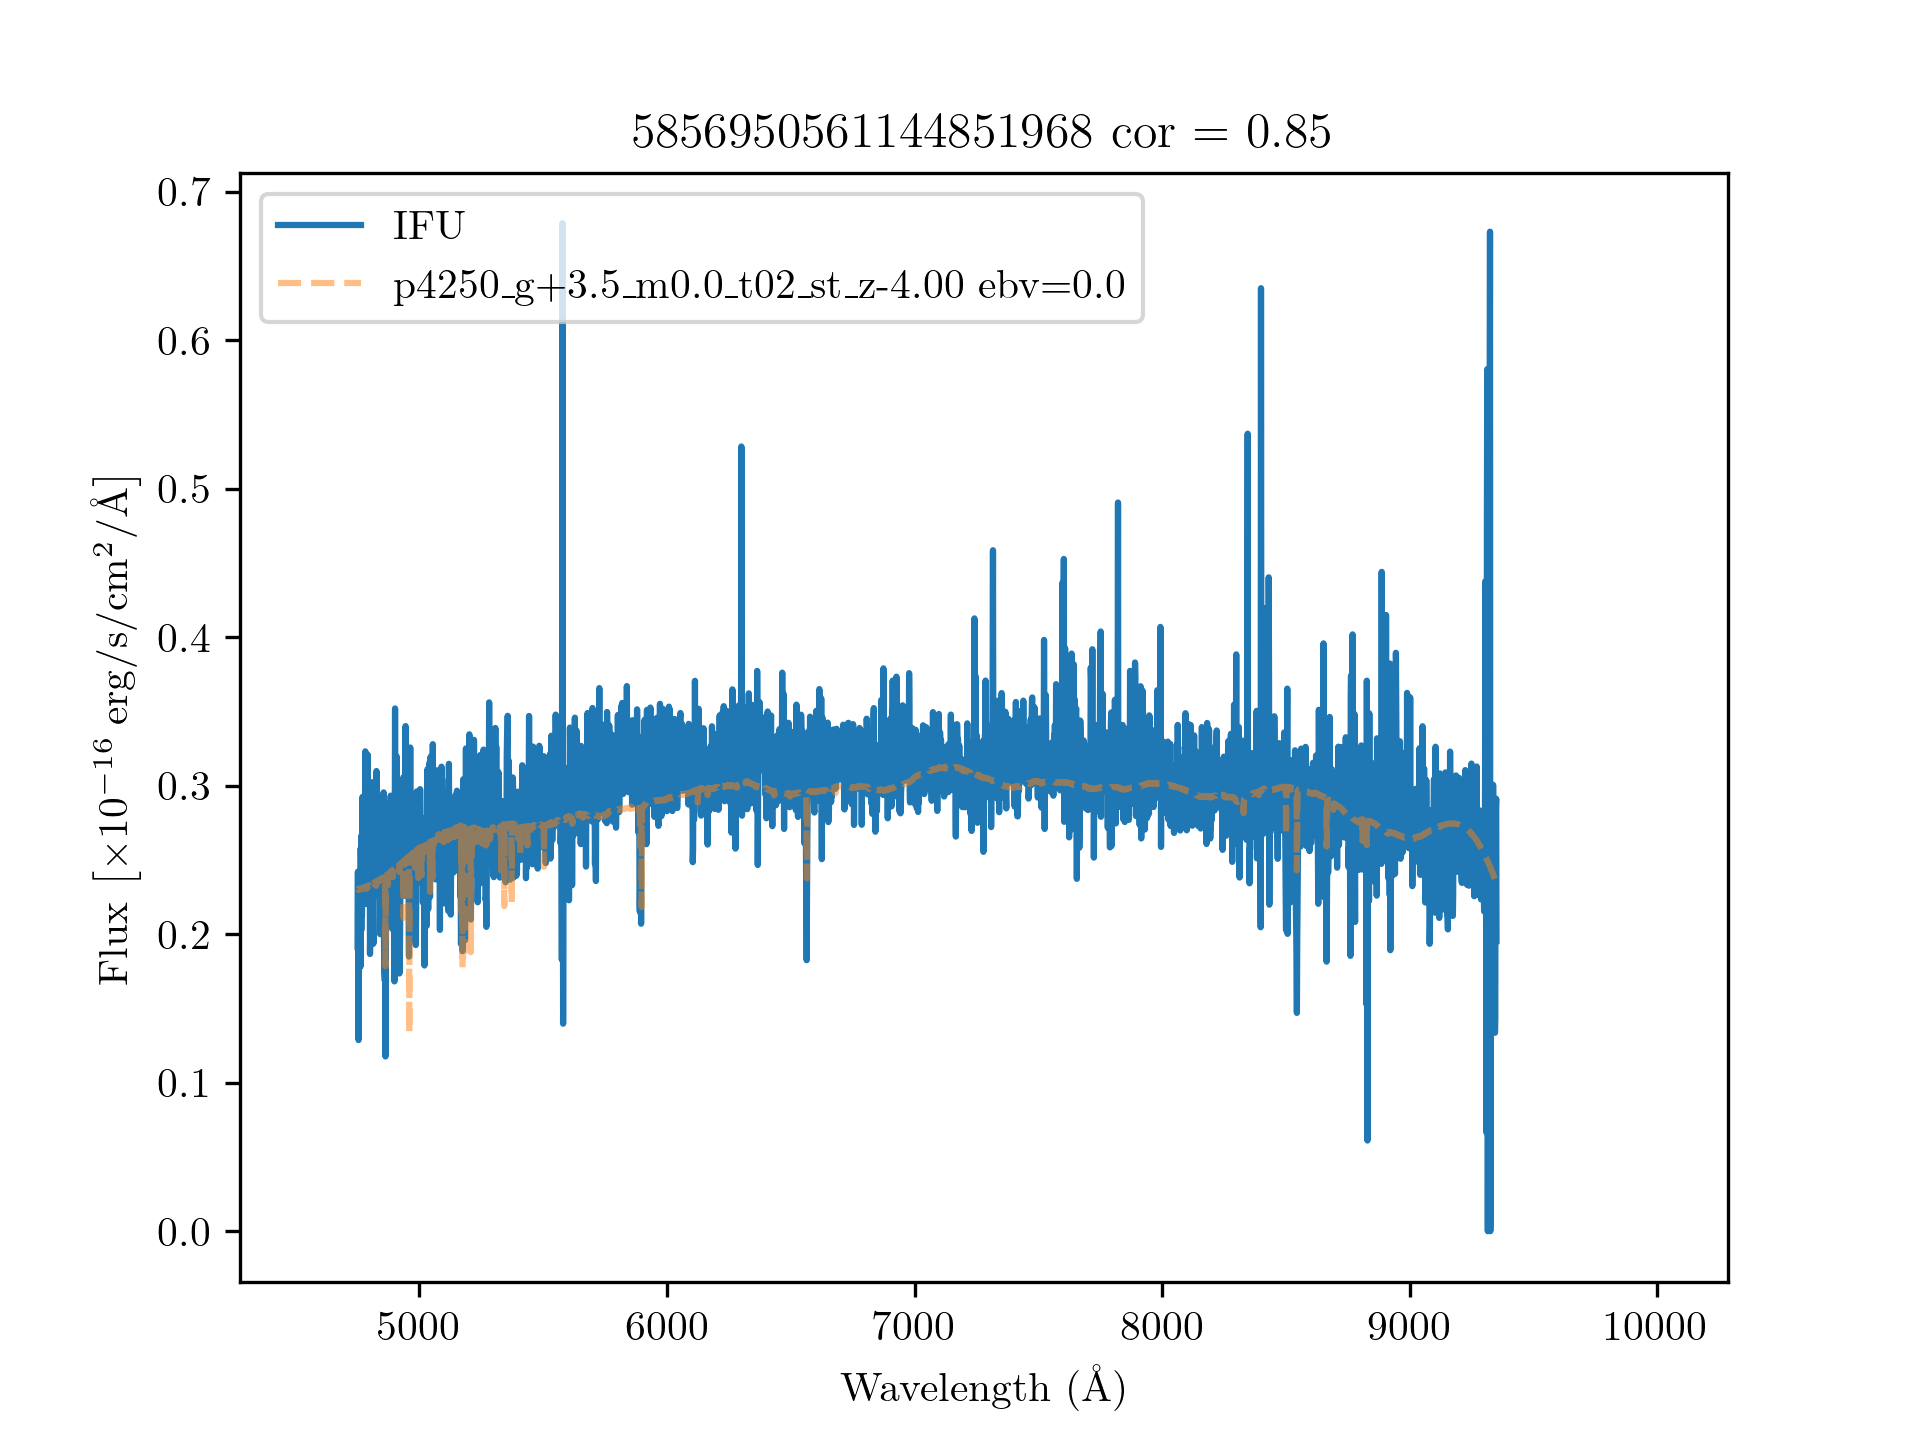 5856950561144851968 cor = 0.85
IFU
p4250_g+3.5_m0.0_t02_st_z-4.00 ebv=0.0
0.7
0.6
0.5
0.4
0.3
0.2
0.1
0.0
Flux [×10⁻¹⁶ erg/s/cm²/Å]
5000 6000 7000 8000 9000 10000
Wavelength (Å)